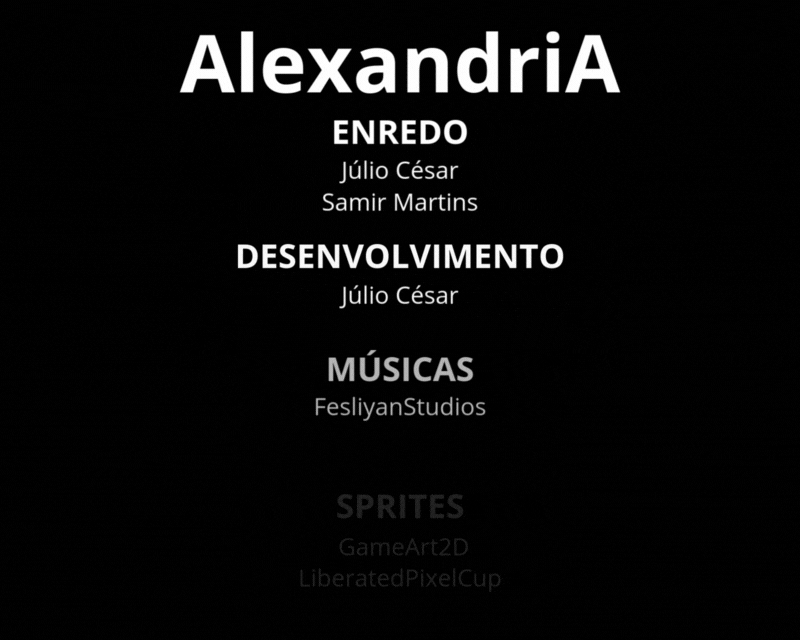 AlexandriA
ENREDO
Júlio César
Samir Martins
DESENVOLVIMENTO
Júlio César
MÚSICAS
FesliyanStudios
SPRITES
GameArt2D
LiberatedPixelCup